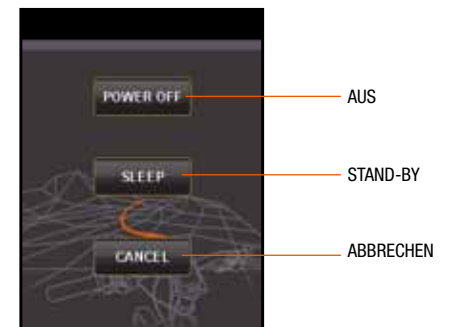 POWER OFF
AUS
SLEEP
STAND-BY
CANCEL
ABBRECHEN